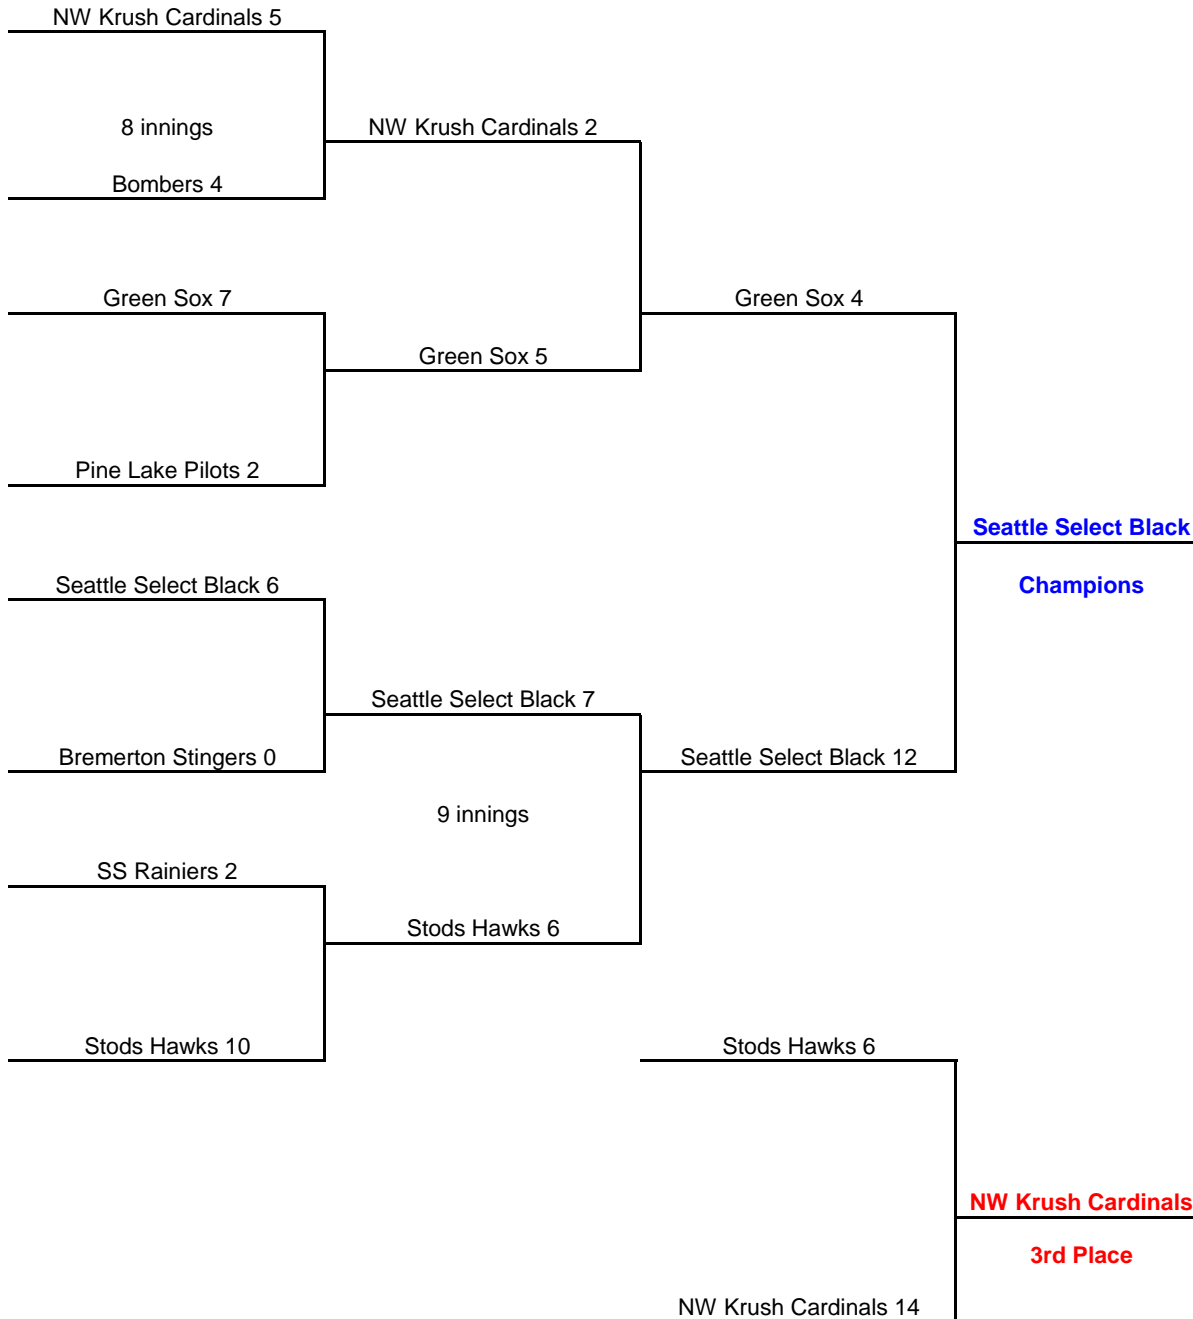 NW Krush Cardinals 5
8 innings
NW Krush Cardinals 2
Bombers 4
Green Sox 7
Green Sox 4
Green Sox 5
Pine Lake Pilots 2
Seattle Select Black
Seattle Select Black 6
Champions
Seattle Select Black 7
Bremerton Stingers 0
Seattle Select Black 12
9 innings
SS Rainiers 2
Stods Hawks 6
Stods Hawks 10
Stods Hawks 6
NW Krush Cardinals
3rd Place
NW Krush Cardinals 14